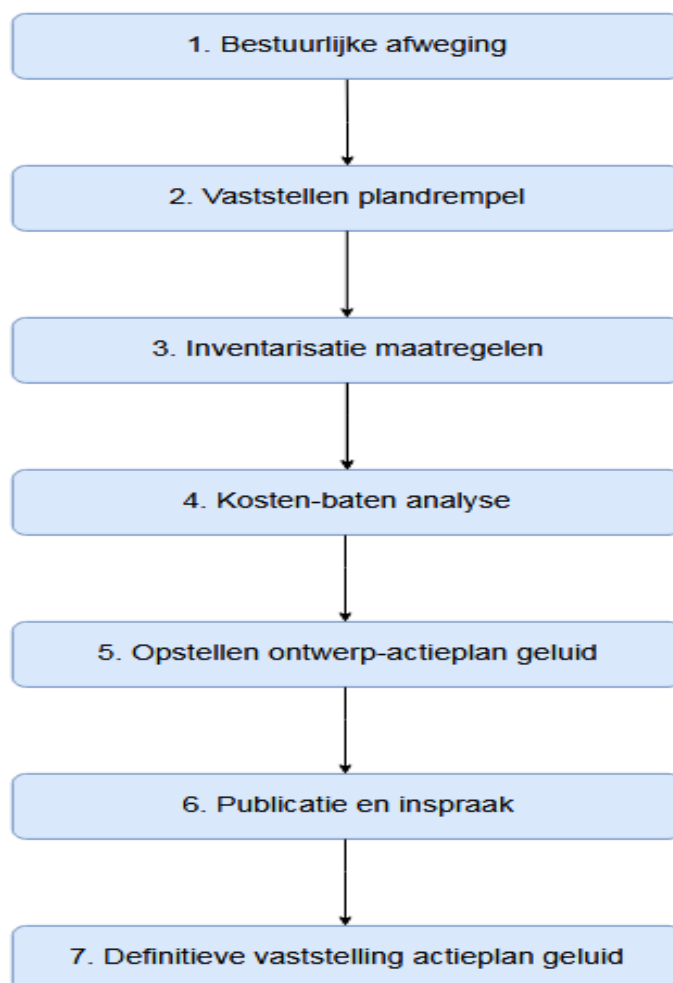 1. Bestuurlijke afweging
2. Vaststellen plandrempel
3. Inventarisatie maatregelen
4. Kosten-baten analyse
5. Opstellen ontwerp-actieplan geluid
6. Publicatie en inspraak
7. Definitieve vaststelling actieplan geluid